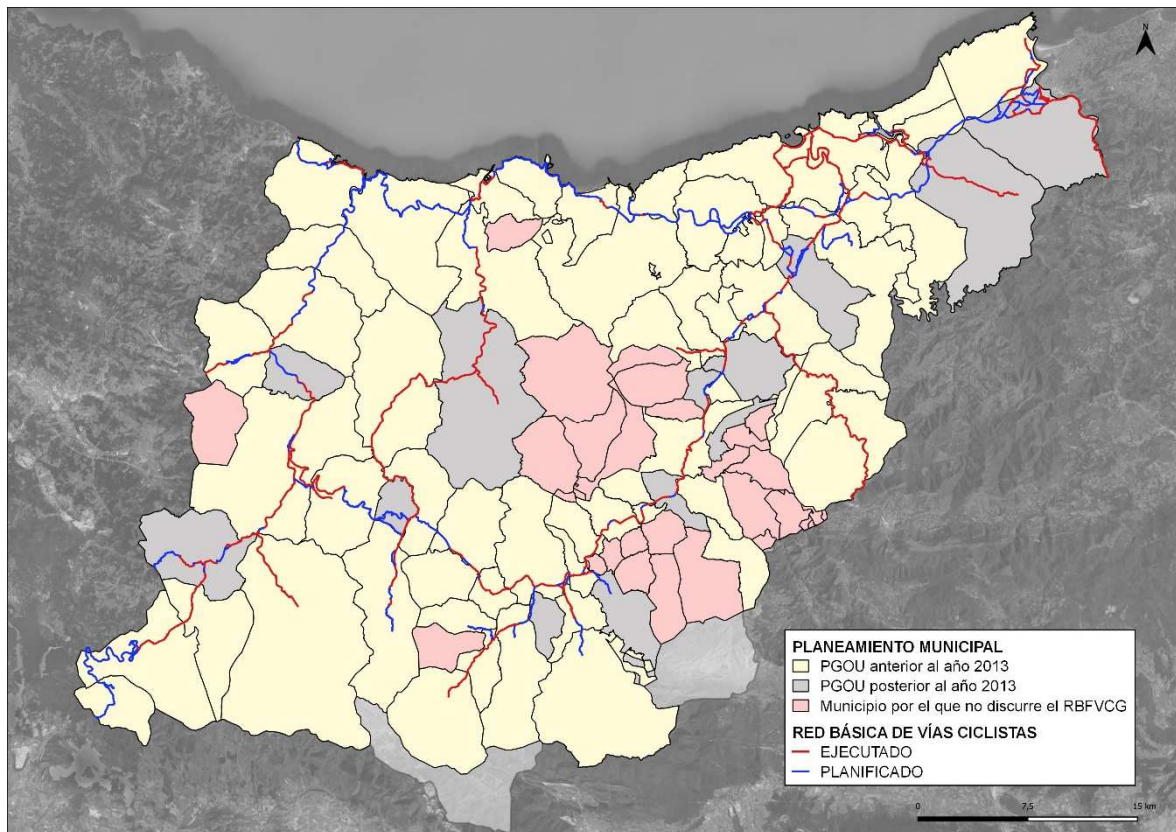 N
PLANEAMIENTO MUNICIPAL
PGOU anterior al año 2013
PGOU posterior al año 2013
Municipio por el que no discurre el RBFVCG
RED BÁSICA DE VÍAS CICLISTAS
EJECUTADO
PLANIFICADO
0 7,5 15 km